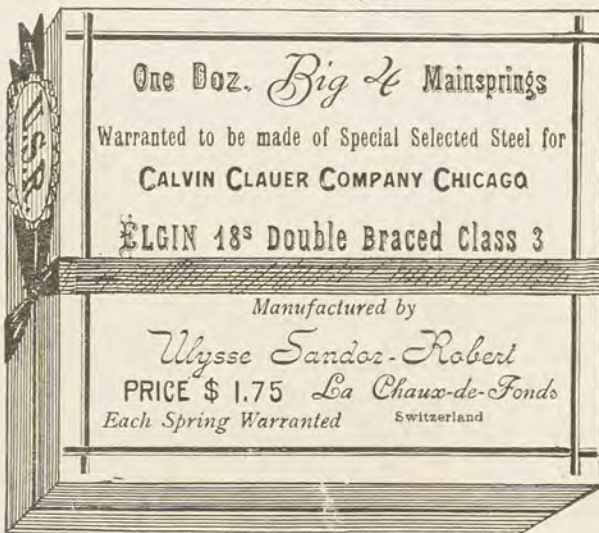 U.S.R.
One Doz. Big 4 Mainsprings
Warranted to be made of Special Selected Steel for
CALVIN CLAUER COMPANY CHICAGO
ELGIN 18s Double Braced Class 3
Manufactured by
Ulysse Sandoz-Robert
PRICE $ 1.75 La Chaux-de-Fonds
Each Spring Warranted Switzerland